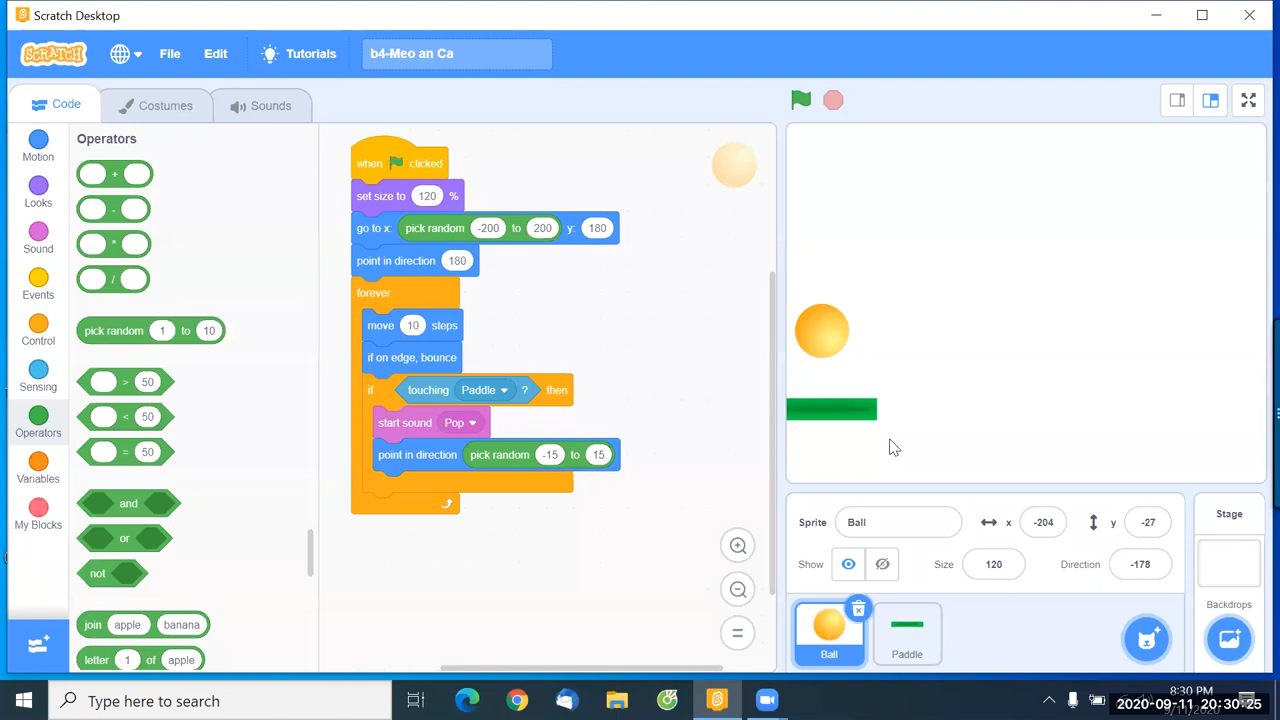 Scratch Desktop
SCRATCH
File
Edit
Tutorials
b4-Meo an Ca
Code
Costumes
Sounds
Motion
Looks
Sound
Events
Control
Sensing
Operators
Variables
My Blocks
Operators
+
-
*
/
pick random 1 to 10
> 50
< 50
= 50
and
or
not
join apple banana
letter 1 of apple
when clicked
set size to 120 %
go to x: pick random -200 to 200 y: 180
point in direction 180
forever
move 10 steps
if on edge, bounce
if touching Paddle ? then
start sound Pop
point in direction pick random -15 to 15
=
Sprite Ball x -204 y -27
Show Size 120 Direction -178
Ball
Paddle
Stage
Backdrops
Type here to search
8:30 PM
9/11/2020
2020-09-11 20:30:25